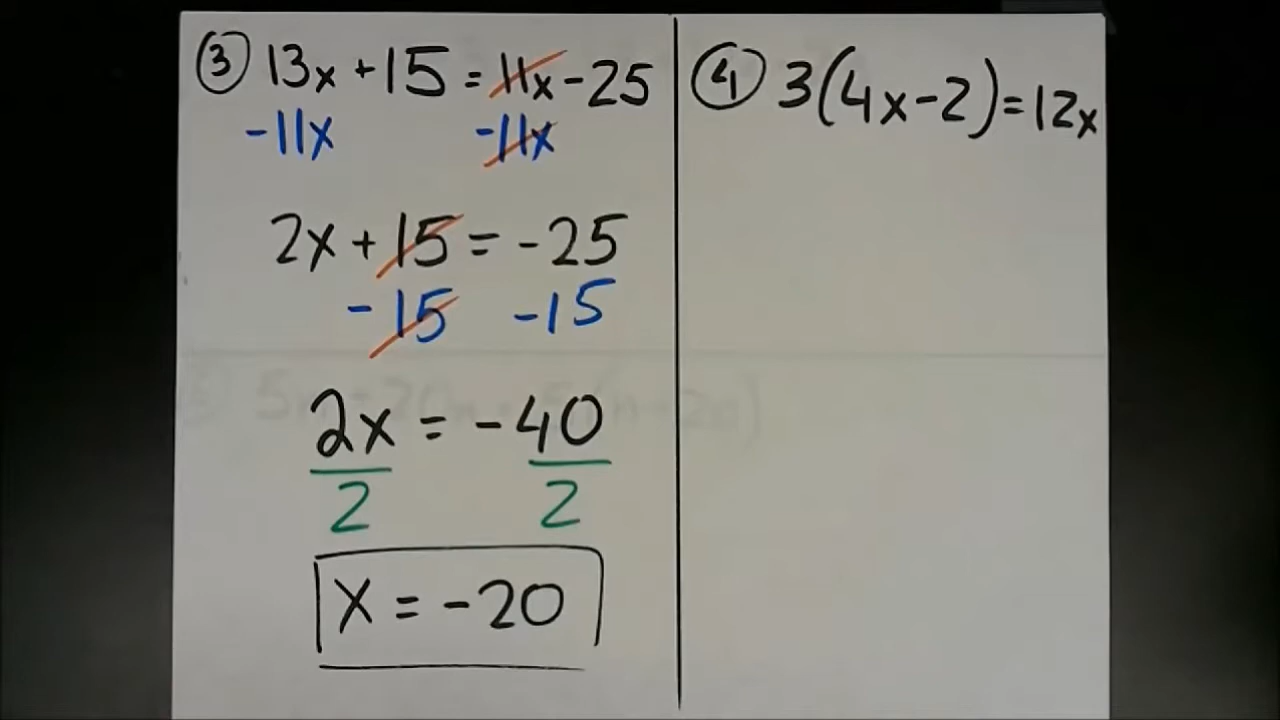 ③ 13x + 15 = 11x - 25
-11x -11x
2x + 15 = -25
-15 -15
2x = -40
2 2
x = -20
④ 3(4x - 2) = 12x